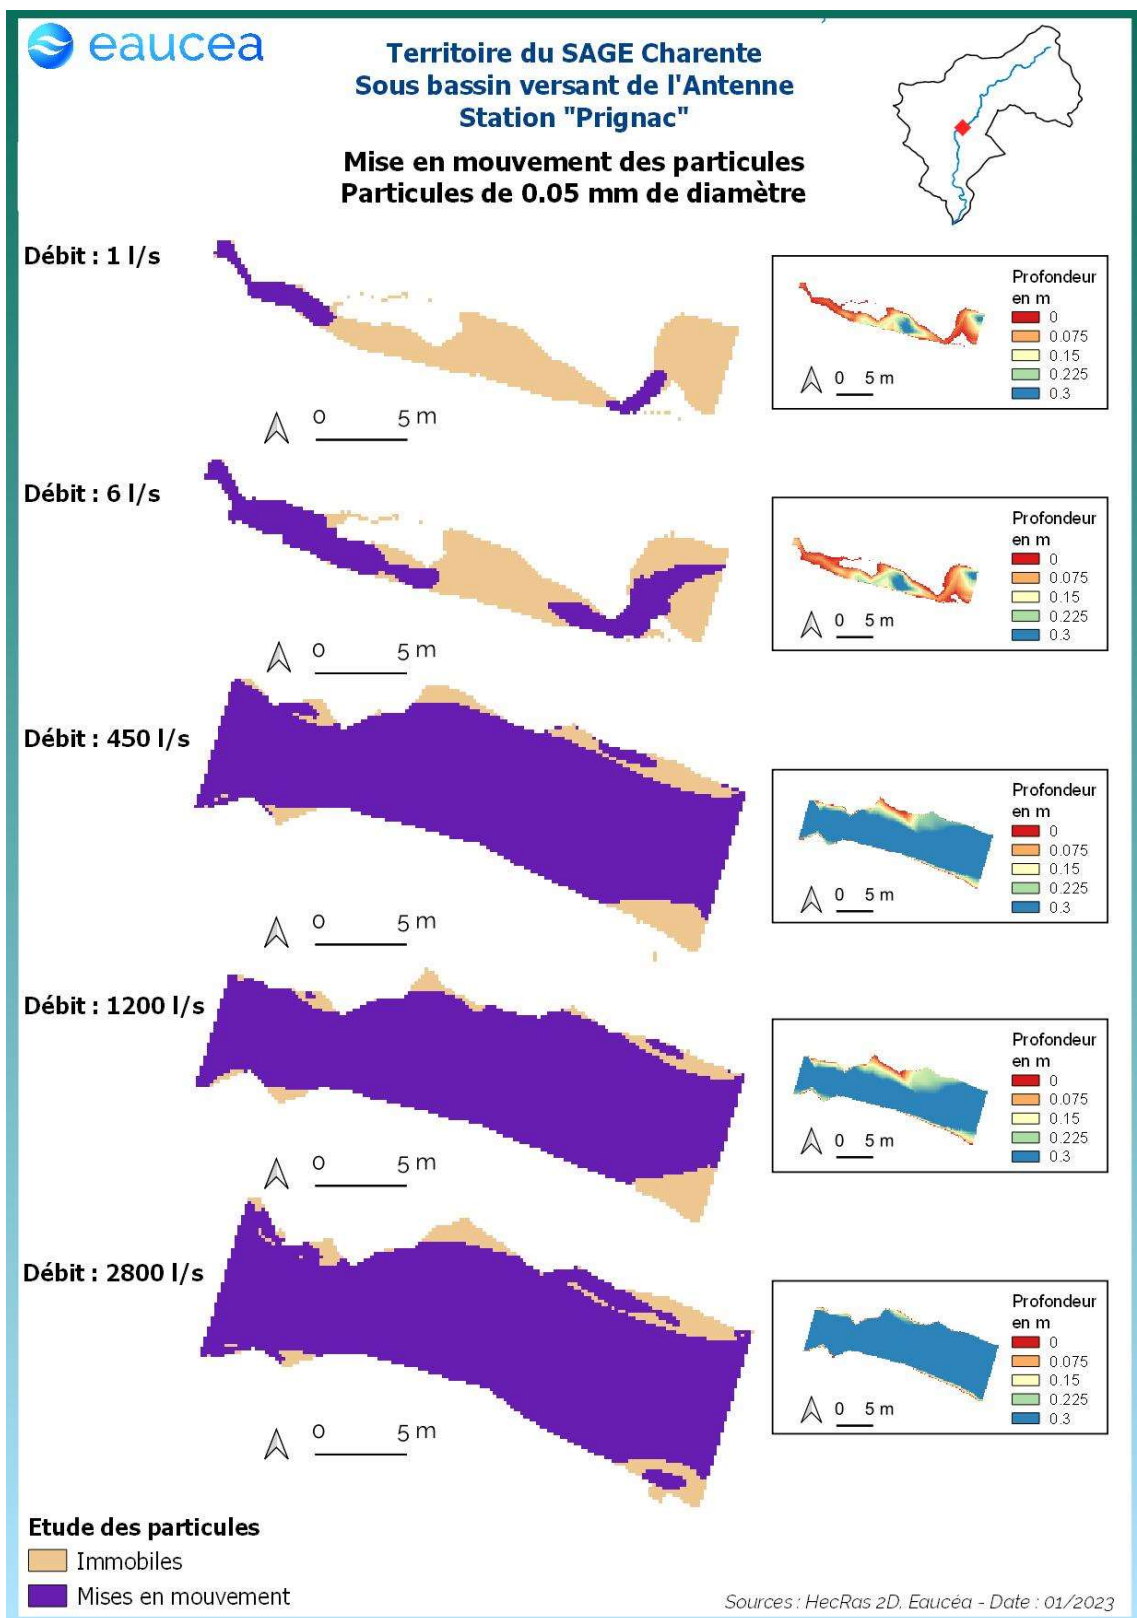 eaucea
Territoire du SAGE Charente
Sous bassin versant de l'Antenne
Station "Prignac"
Mise en mouvement des particules
Particules de 0.05 mm de diamètre
Débit : 1 l/s
0 5 m
Profondeur
en m
0
0.075
0.15
0.225
0.3
0 5 m
Débit : 6 l/s
0 5 m
Profondeur
en m
0
0.075
0.15
0.225
0.3
0 5 m
Débit : 450 l/s
0 5 m
Profondeur
en m
0
0.075
0.15
0.225
0.3
0 5 m
Débit : 1200 l/s
0 5 m
Profondeur
en m
0
0.075
0.15
0.225
0.3
0 5 m
Débit : 2800 l/s
0 5 m
Profondeur
en m
0
0.075
0.15
0.225
0.3
0 5 m
Etude des particules
Immobiles
Mises en mouvement
Sources : HecRas 2D. Eaucéa - Date : 01/2023